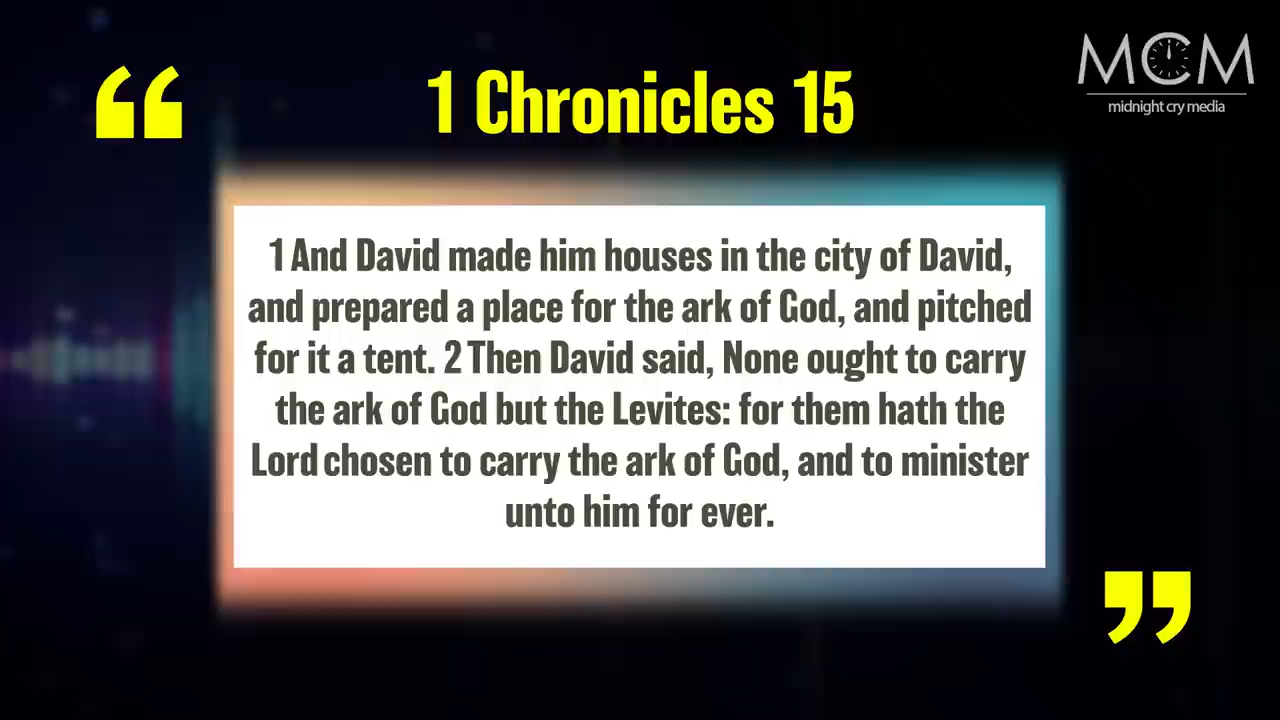 “
1 Chronicles 15
MCM
midnight cry media
1 And David made him houses in the city of David,
and prepared a place for the ark of God, and pitched
for it a tent. 2 Then David said, None ought to carry
the ark of God but the Levites: for them hath the
Lord chosen to carry the ark of God, and to minister
unto him for ever.
”